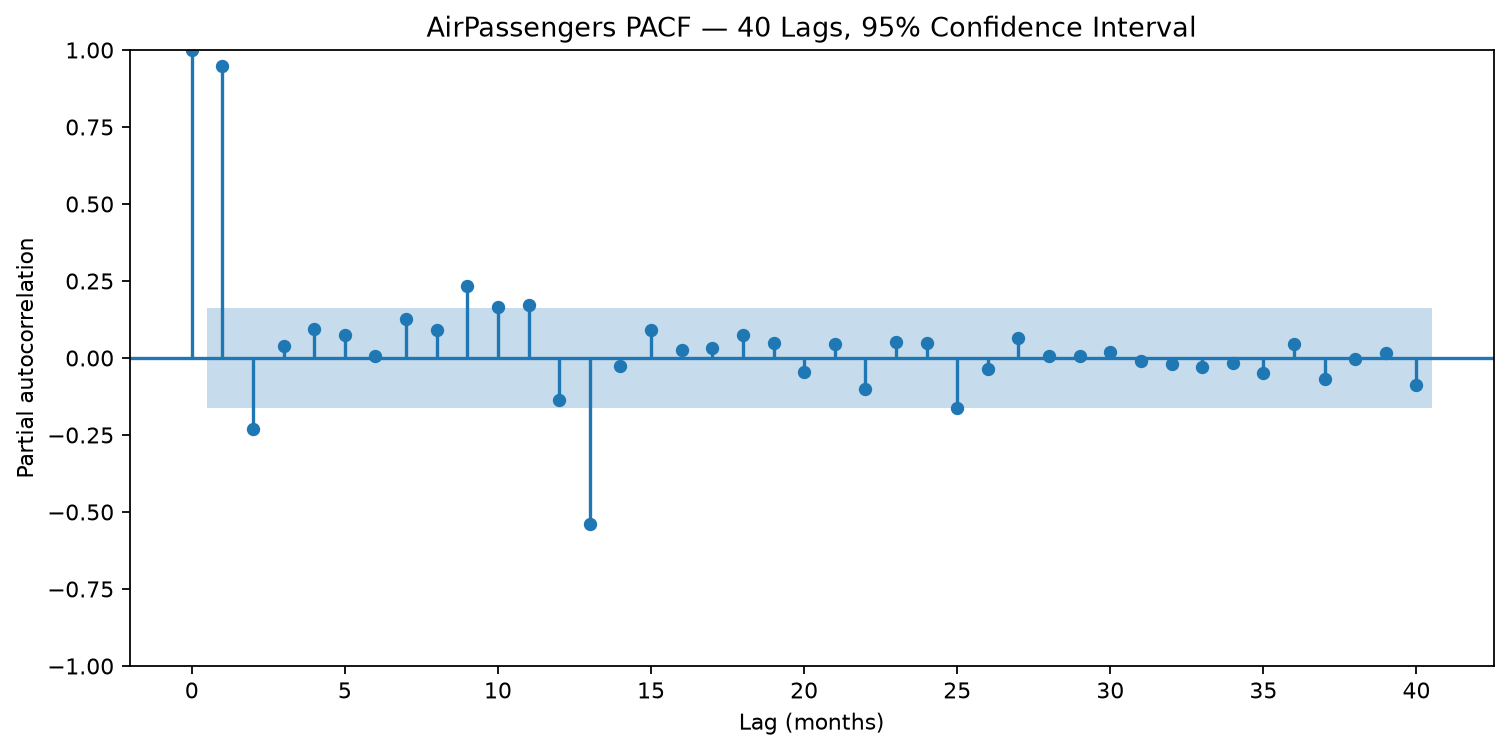 AirPassengers PACF — 40 Lags, 95% Confidence Interval
Partial autocorrelation
1.00
0.75
0.50
0.25
0.00
−0.25
−0.50
−0.75
−1.00
0 5 10 15 20 25 30 35 40
Lag (months)